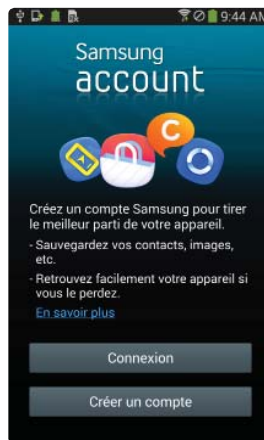 9:44 AM
Samsung
account
C
Créez un compte Samsung pour tirer
le meilleur parti de votre appareil.
- Sauvegardez vos contacts, images,
etc.
- Retrouvez facilement votre appareil si
vous le perdez.
En savoir plus
Connexion
Créer un compte